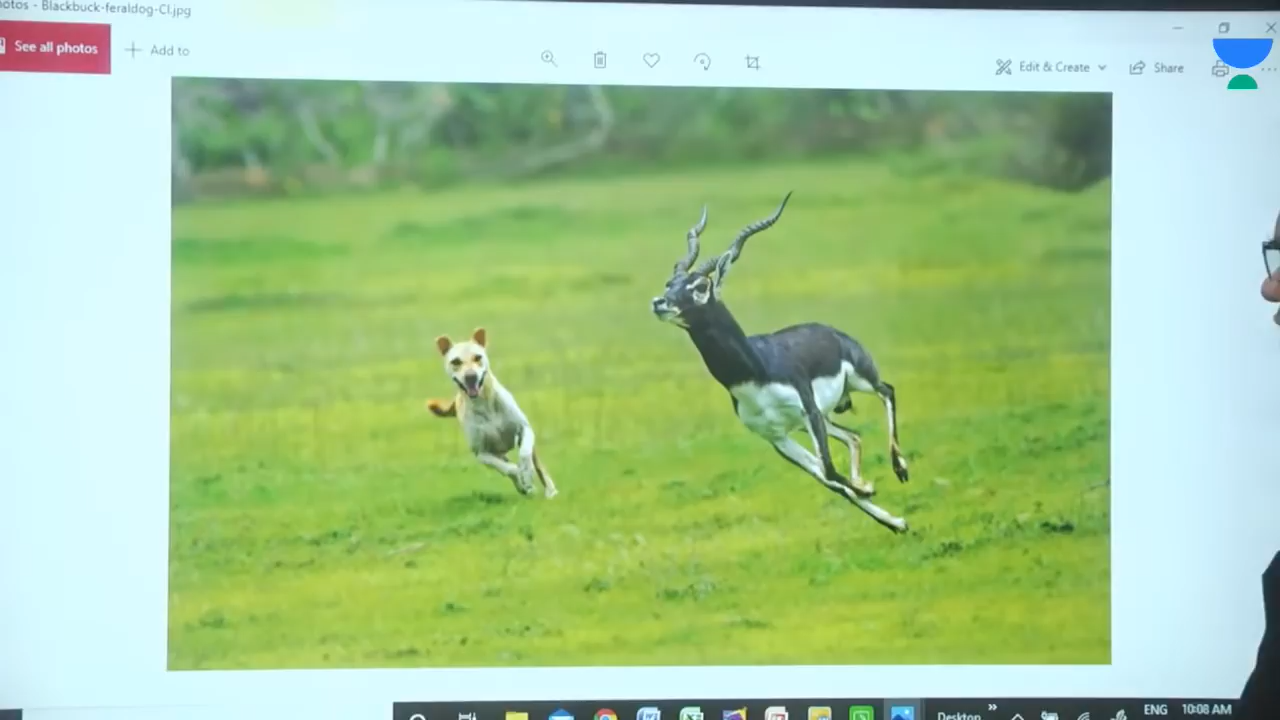 otos - Blackbuck-feraldog-CI.jpg
See all photos
Add to
Edit & Create
Share
Desktop
ENG
10:08 AM